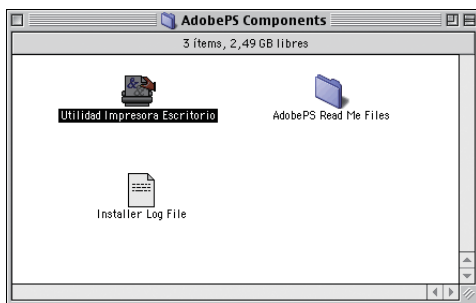 AdobePS Components
3 ítems, 2,49 GB libres
Utilidad Impresora Escritorio
AdobePS Read Me Files
Installer Log File